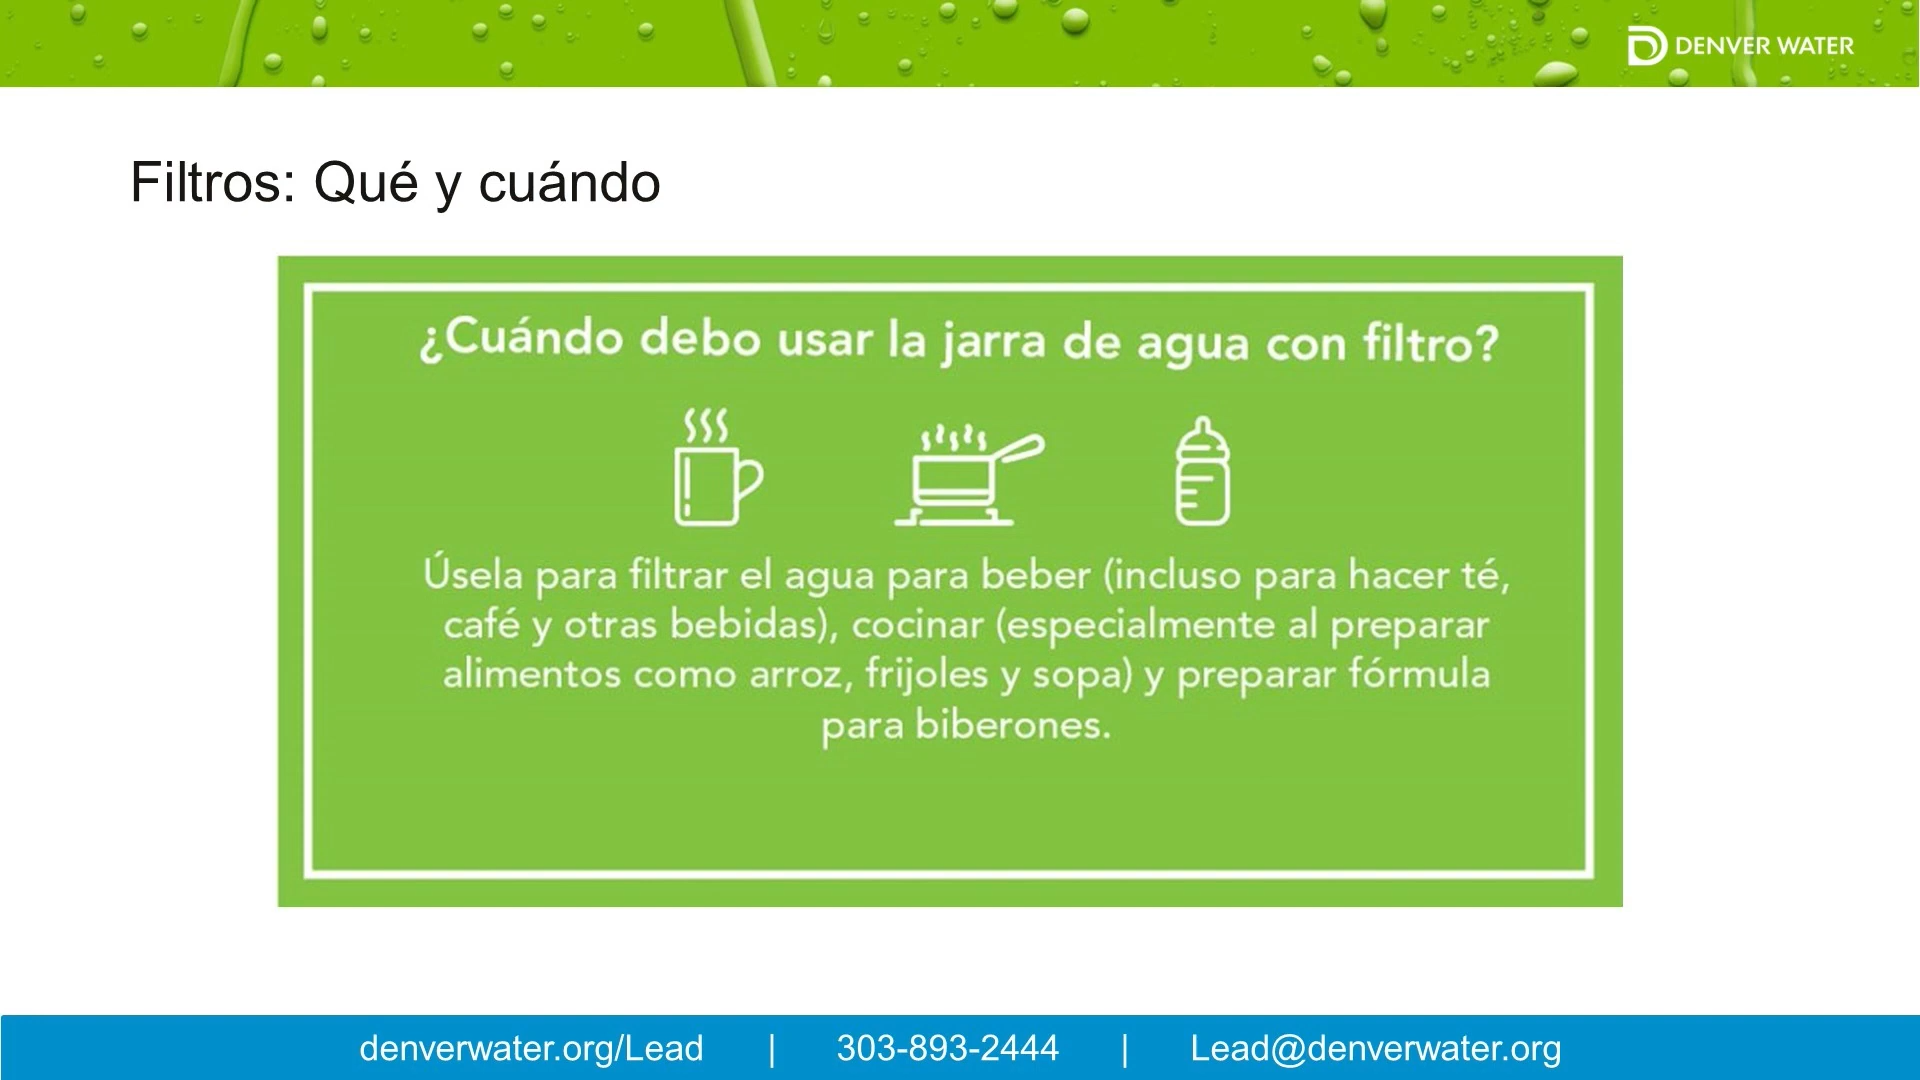 DENVER WATER
Filtros: Qué y cuándo
¿Cuándo debo usar la jarra de agua con filtro?
Úsela para filtrar el agua para beber (incluso para hacer té,
café y otras bebidas), cocinar (especialmente al preparar
alimentos como arroz, frijoles y sopa) y preparar fórmula
para biberones.
denverwater.org/Lead | 303-893-2444 | Lead@denverwater.org